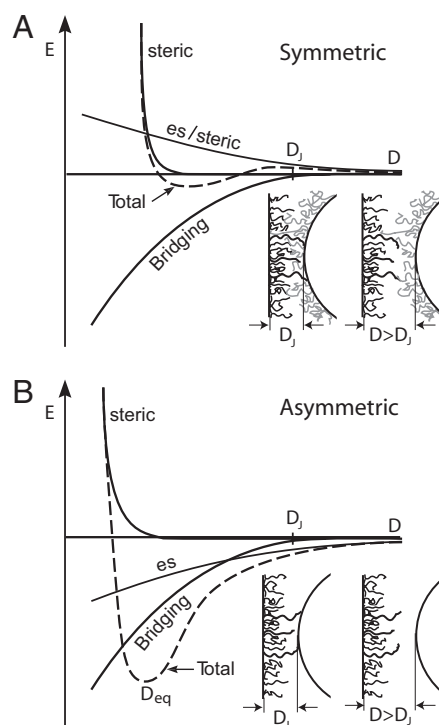 A
E
steric
Symmetric
es/steric
D_J
D
Total
Bridging
D_J
D>D_J
B
E
steric
Asymmetric
D_J
D
es
Bridging
Total
D_eq
D_J
D>D_J